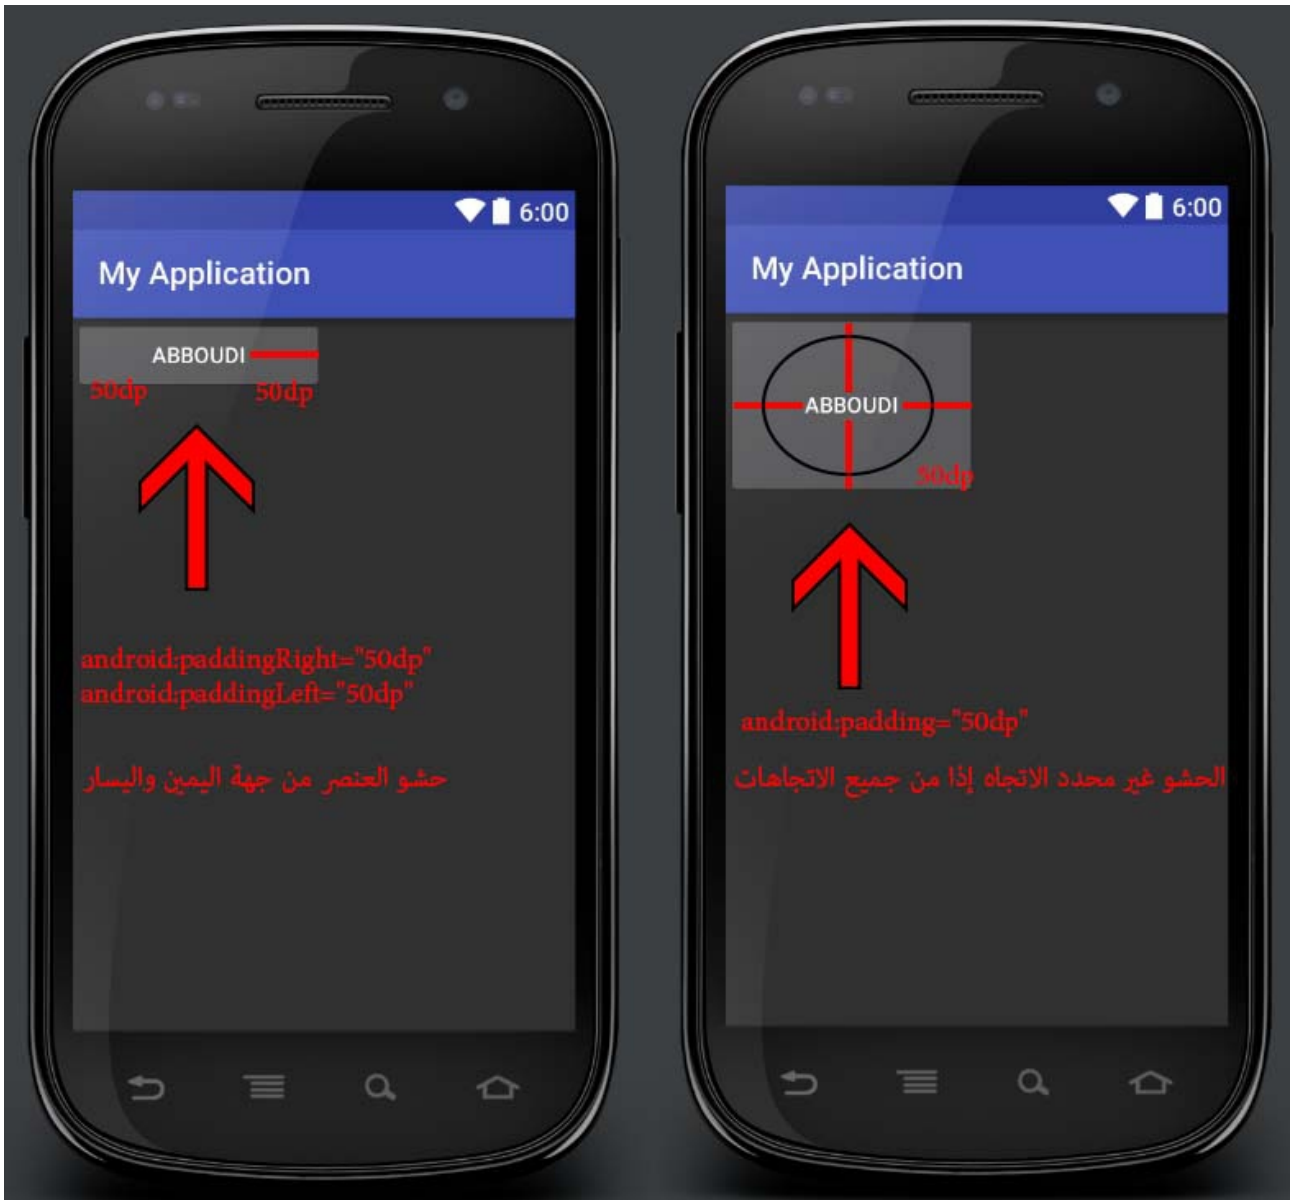 6:00
My Application
ABBOUDI
50dp 50dp
android:paddingRight="50dp"
android:paddingLeft="50dp"
حشو العنصر من جهة اليمين واليسار
6:00
My Application
ABBOUDI
50dp
android:padding="50dp"
الحشو غير محدد الاتجاه إذا من جميع الاتجاهات